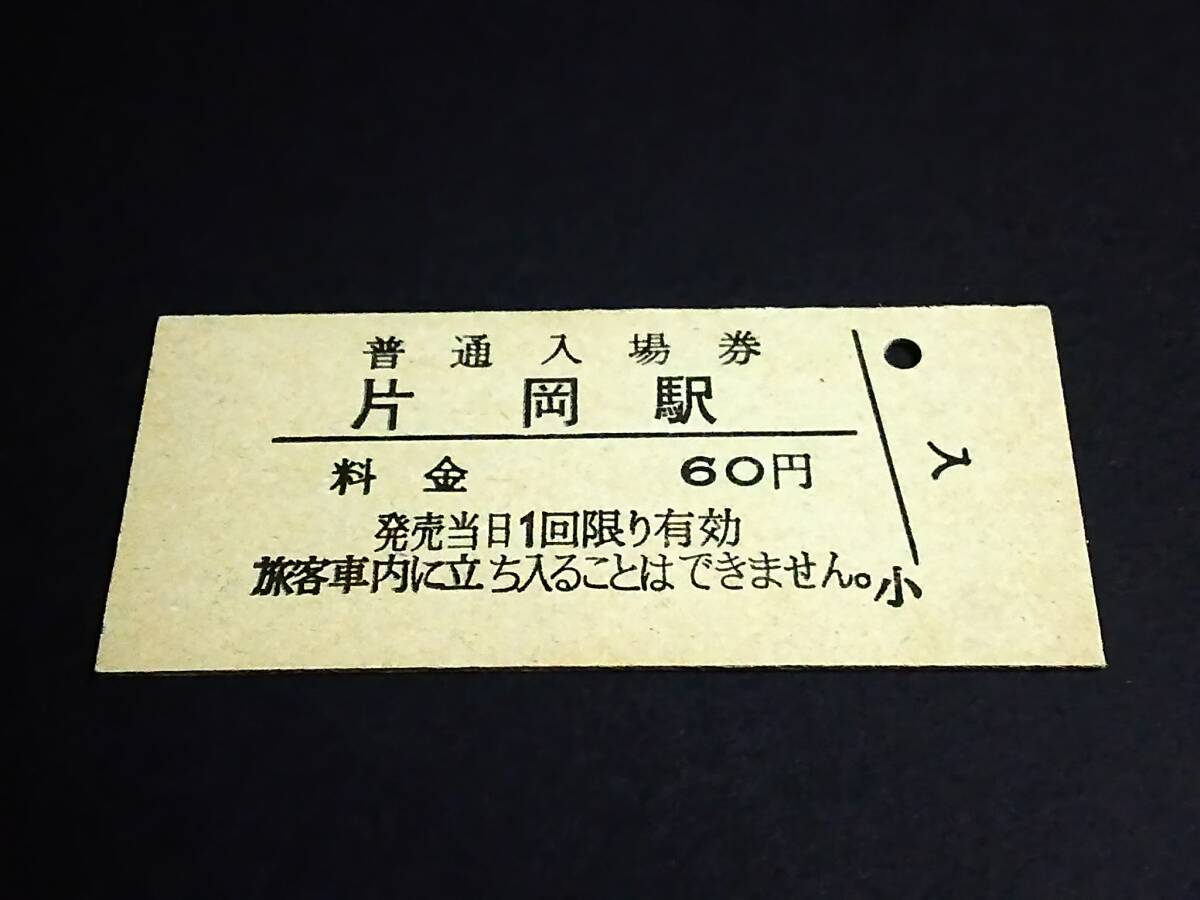 普通入場券
片岡駅
料金 60円
発売当日1回限り有効
旅客車内に立ち入ることはできません。
小
入